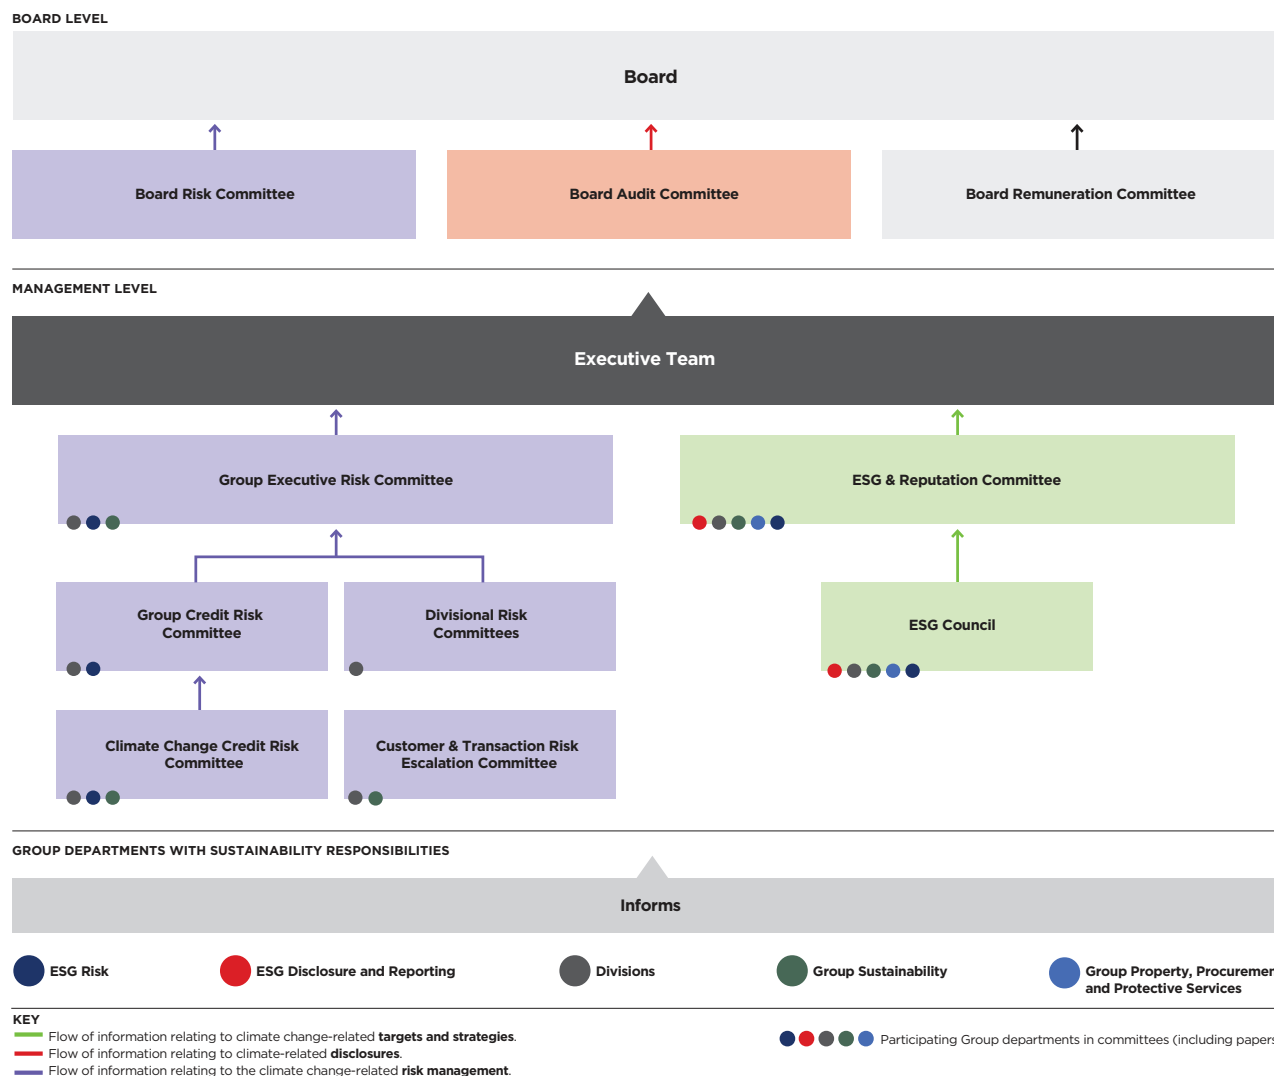 BOARD LEVEL
Board
Board Risk Committee
Board Audit Committee
Board Remuneration Committee
MANAGEMENT LEVEL
Executive Team
Group Executive Risk Committee
ESG & Reputation Committee
Group Credit Risk
Committee
Divisional Risk
Committees
ESG Council
Climate Change Credit Risk
Committee
Customer & Transaction Risk
Escalation Committee
GROUP DEPARTMENTS WITH SUSTAINABILITY RESPONSIBILITIES
Informs
ESG Risk
ESG Disclosure and Reporting
Divisions
Group Sustainability
Group Property, Procuremen
and Protective Services
KEY
Flow of information relating to climate change-related targets and strategies.
Flow of information relating to climate-related disclosures.
Flow of information relating to the climate change-related risk management.
Participating Group departments in committees (including papers